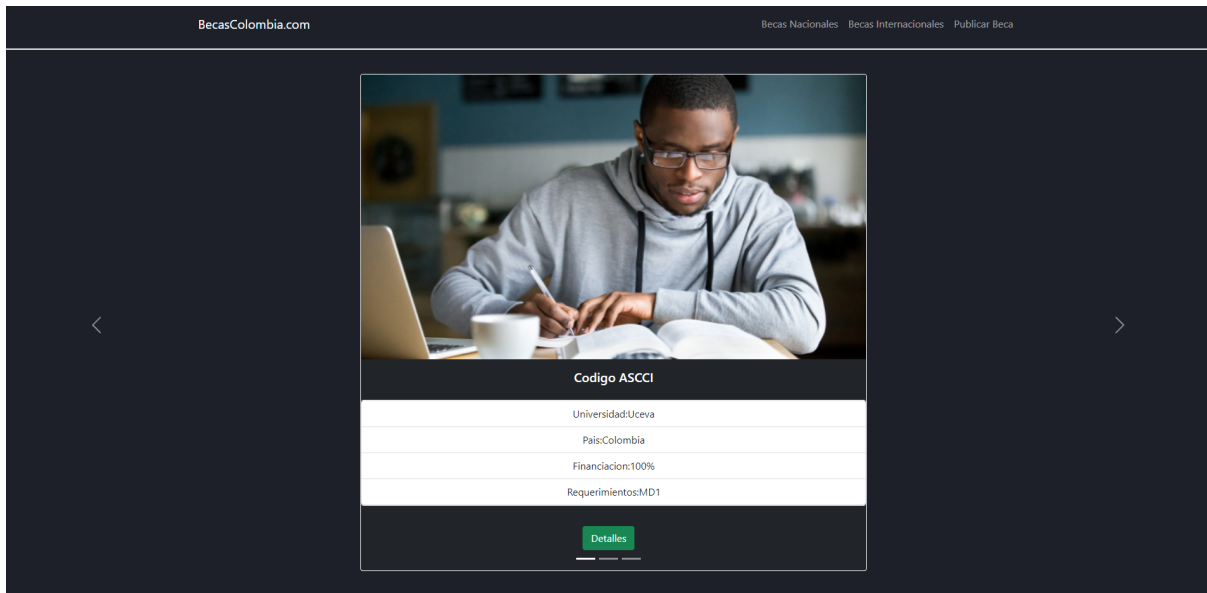 BecasColombia.com
Becas Nacionales Becas Internacionales Publicar Beca
Codigo ASCCI
Universidad:Uceva
Pais:Colombia
Financiacion:100%
Requerimientos:MD1
Detalles